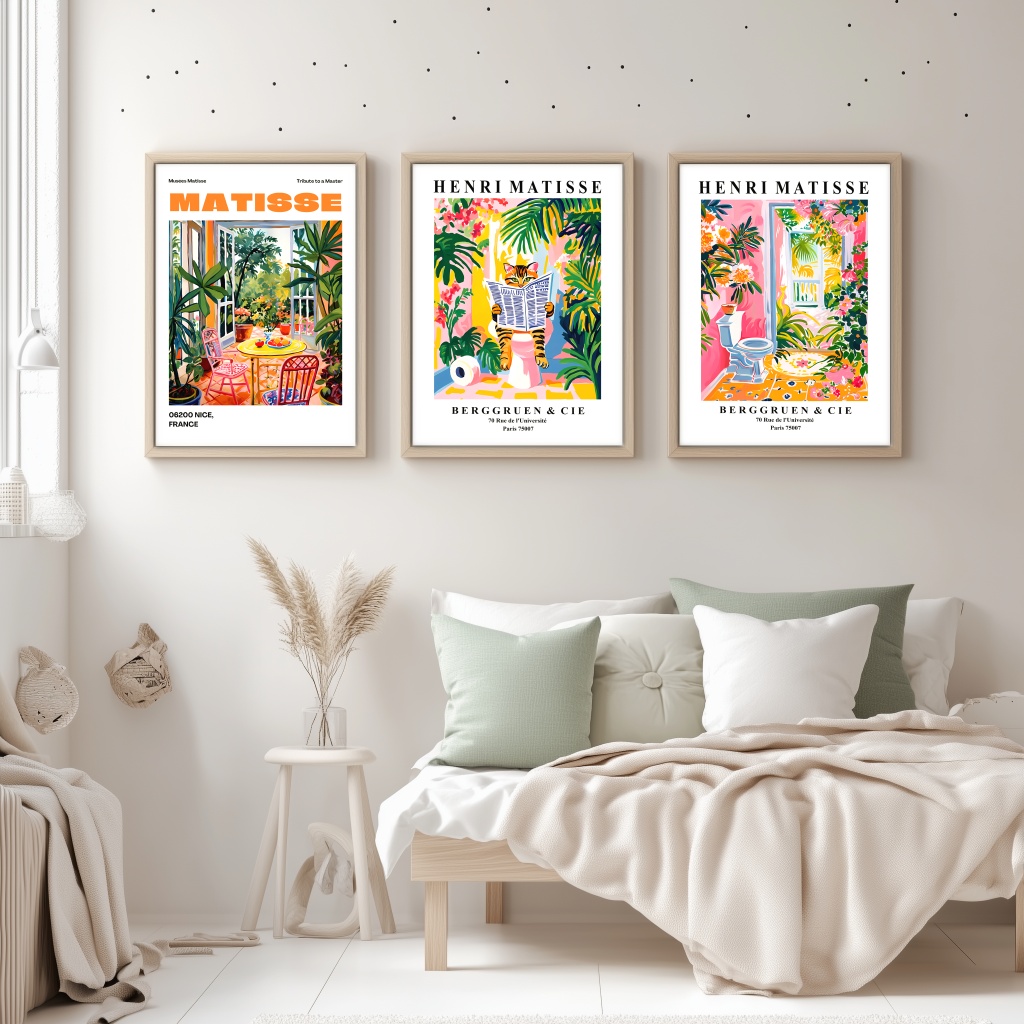 Musees Matisse
Tribute to a Master
MATISSE
06200 NICE,
FRANCE
HENRI MATISSE
BERGGRUEN & CIE
70 Rue de l'Université
Paris 75007
HENRI MATISSE
BERGGRUEN & CIE
70 Rue de l'Université
Paris 75007